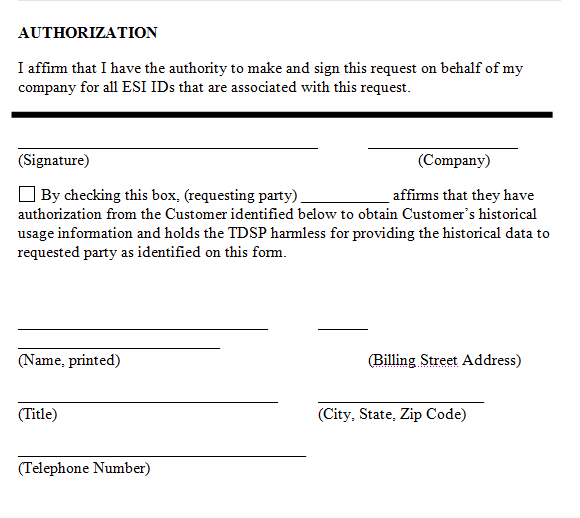 AUTHORIZATION
I affirm that I have the authority to make and sign this request on behalf of my
company for all ESI IDs that are associated with this request.
(Signature) (Company)
By checking this box, (requesting party) ___________ affirms that they have
authorization from the Customer identified below to obtain Customer's historical
usage information and holds the TDSP harmless for providing the historical data to
requested party as identified on this form.
(Name, printed) (Billing Street Address)
(Title) (City, State, Zip Code)
(Telephone Number)